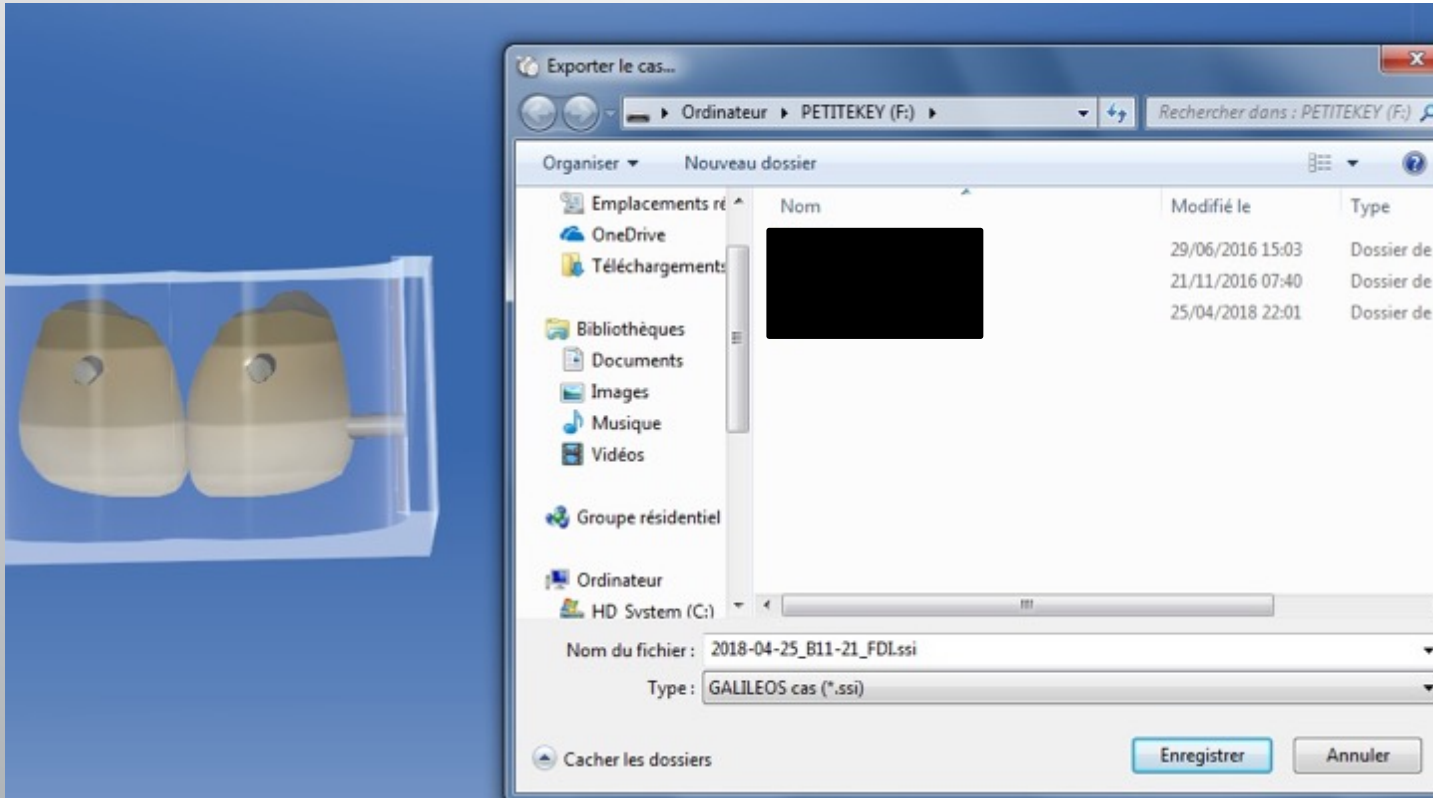 Exporter le cas...
Ordinateur PETITEKEY (F:)
Rechercher dans : PETITEKEY (F:)
Organiser Nouveau dossier
Emplacements ré
OneDrive
Téléchargements
Bibliothèques
Documents
Images
Musique
Vidéos
Groupe résidentiel
Ordinateur
HD System (C:)
Nom Modifié le Type
29/06/2016 15:03 Dossier de
21/11/2016 07:40 Dossier de
25/04/2018 22:01 Dossier de
Nom du fichier : 2018-04-25_B11-21_FDI.ssi
Type : GALILEOS cas (*.ssi)
Cacher les dossiers
Enregistrer Annuler